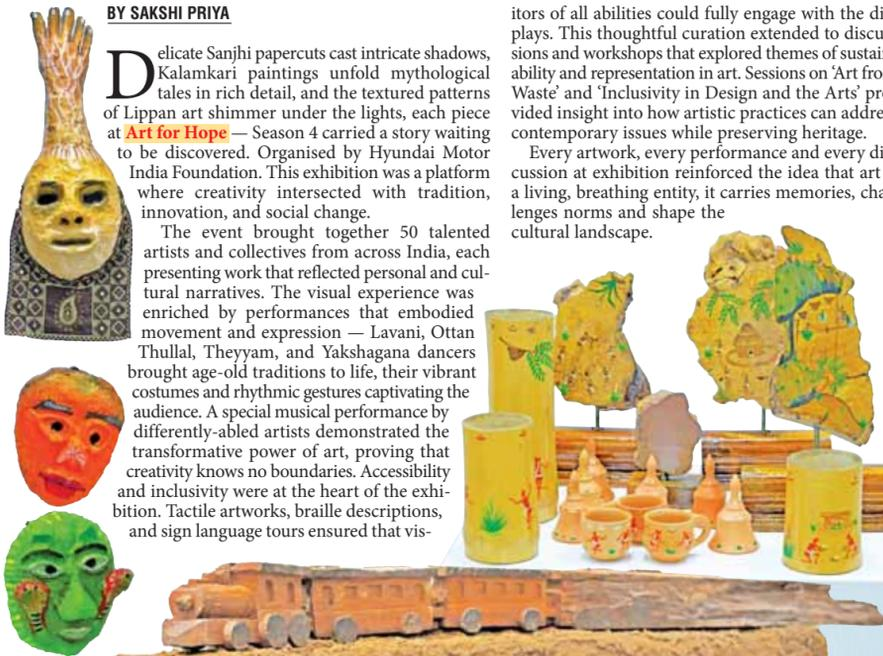 BY SAKSHI PRIYA
Delicate Sanjhi papercuts cast intricate shadows,
Kalamkari paintings unfold mythological
tales in rich detail, and the textured patterns
of Lippan art shimmer under the lights, each piece
at Art for Hope — Season 4 carried a story waiting
to be discovered. Organised by Hyundai Motor
India Foundation. This exhibition was a platform
where creativity intersected with tradition,
innovation, and social change.
The event brought together 50 talented
artists and collectives from across India, each
presenting work that reflected personal and cul-
tural narratives. The visual experience was
enriched by performances that embodied
movement and expression — Lavani, Ottan
Thullal, Theyyam, and Yakshagana dancers
brought age-old traditions to life, their vibrant
costumes and rhythmic gestures captivating the
audience. A special musical performance by
differently-abled artists demonstrated the
transformative power of art, proving that
creativity knows no boundaries. Accessibility
and inclusivity were at the heart of the exhi-
bition. Tactile artworks, braille descriptions,
and sign language tours ensured that vis-
itors of all abilities could fully engage with the di
plays. This thoughtful curation extended to discu
sions and workshops that explored themes of sustai
ability and representation in art. Sessions on ‘Art fro
Waste’ and ‘Inclusivity in Design and the Arts’ pr
vided insight into how artistic practices can addre
contemporary issues while preserving heritage.
Every artwork, every performance and every di
cussion at exhibition reinforced the idea that art
a living, breathing entity, it carries memories, cha
lenges norms and shape the
cultural landscape.